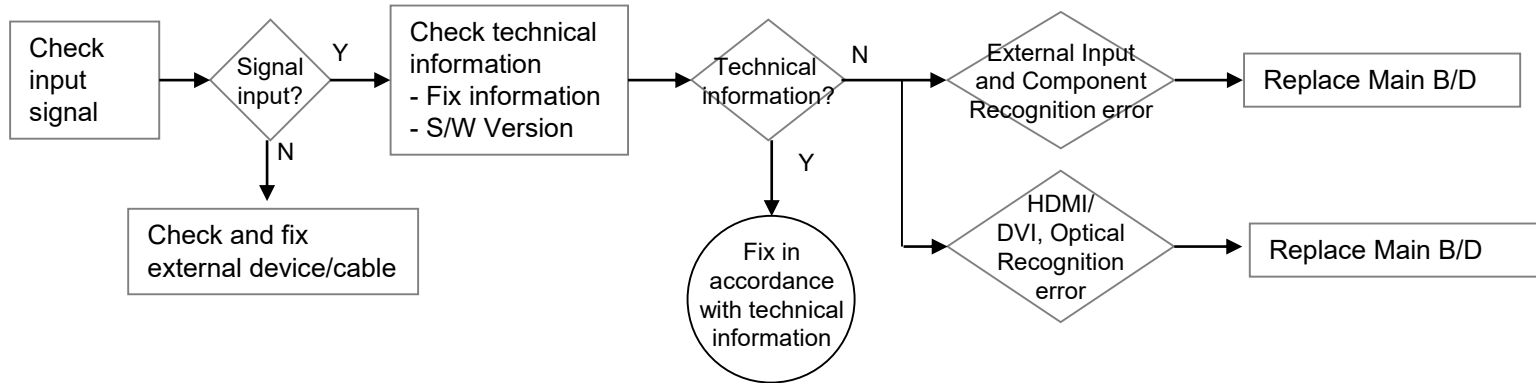 Check
input
signal
Signal
input?
Y
N
Check and fix
external device/cable
Check technical
information
- Fix information
- S/W Version
Technical
information?
N
Y
Fix in
accordance
with technical
information
External Input
and Component
Recognition error
Replace Main B/D
HDMI/
DVI, Optical
Recognition
error
Replace Main B/D